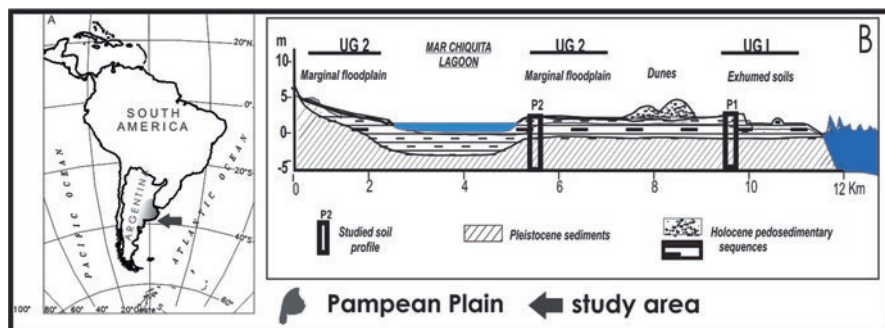 A
20°N.
0°.
SOUTH
AMERICA
PACIFIC OCEAN
ARGENTIN
ATLANTIC OCEAN
20°S.
40°S.
60°
100° 80° 60° 40° 20°Oeste
B
m
10
5
0
-5
UG 2
Marginal floodplain
MAR CHIQUITA
LAGOON
UG 2
Marginal floodplain
Dunes
UG I
Exhumed soils
P2
P1
0 2 4 6 8 10 12 Km
P2
Studied soil
profile
Pleistocene sediments
Holocene pedosedimentary
sequences
Pampean Plain
study area